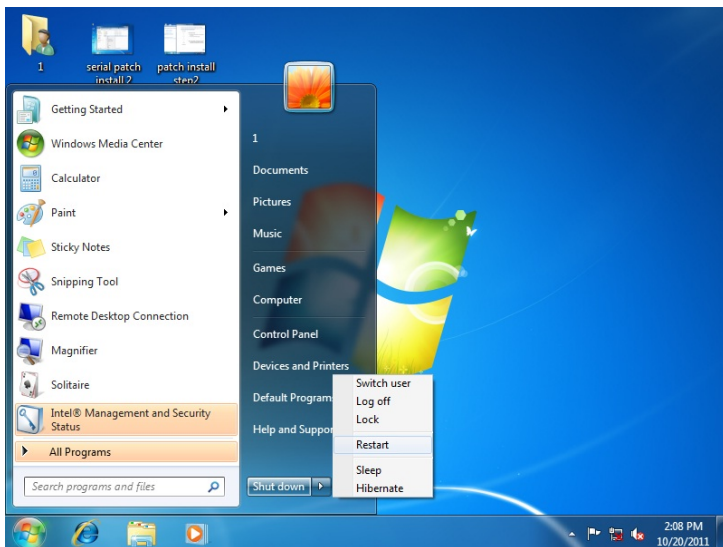 1
serial patch
install 2
patch install
step2
Getting Started
Windows Media Center
Calculator
Paint
Sticky Notes
Snipping Tool
Remote Desktop Connection
Magnifier
Solitaire
Intel® Management and Security
Status
All Programs
Search programs and files
1
Documents
Pictures
Music
Games
Computer
Control Panel
Devices and Printers
Default Program
Help and Suppor
Shut down
Switch user
Log off
Lock
Restart
Sleep
Hibernate
2:08 PM
10/20/2011